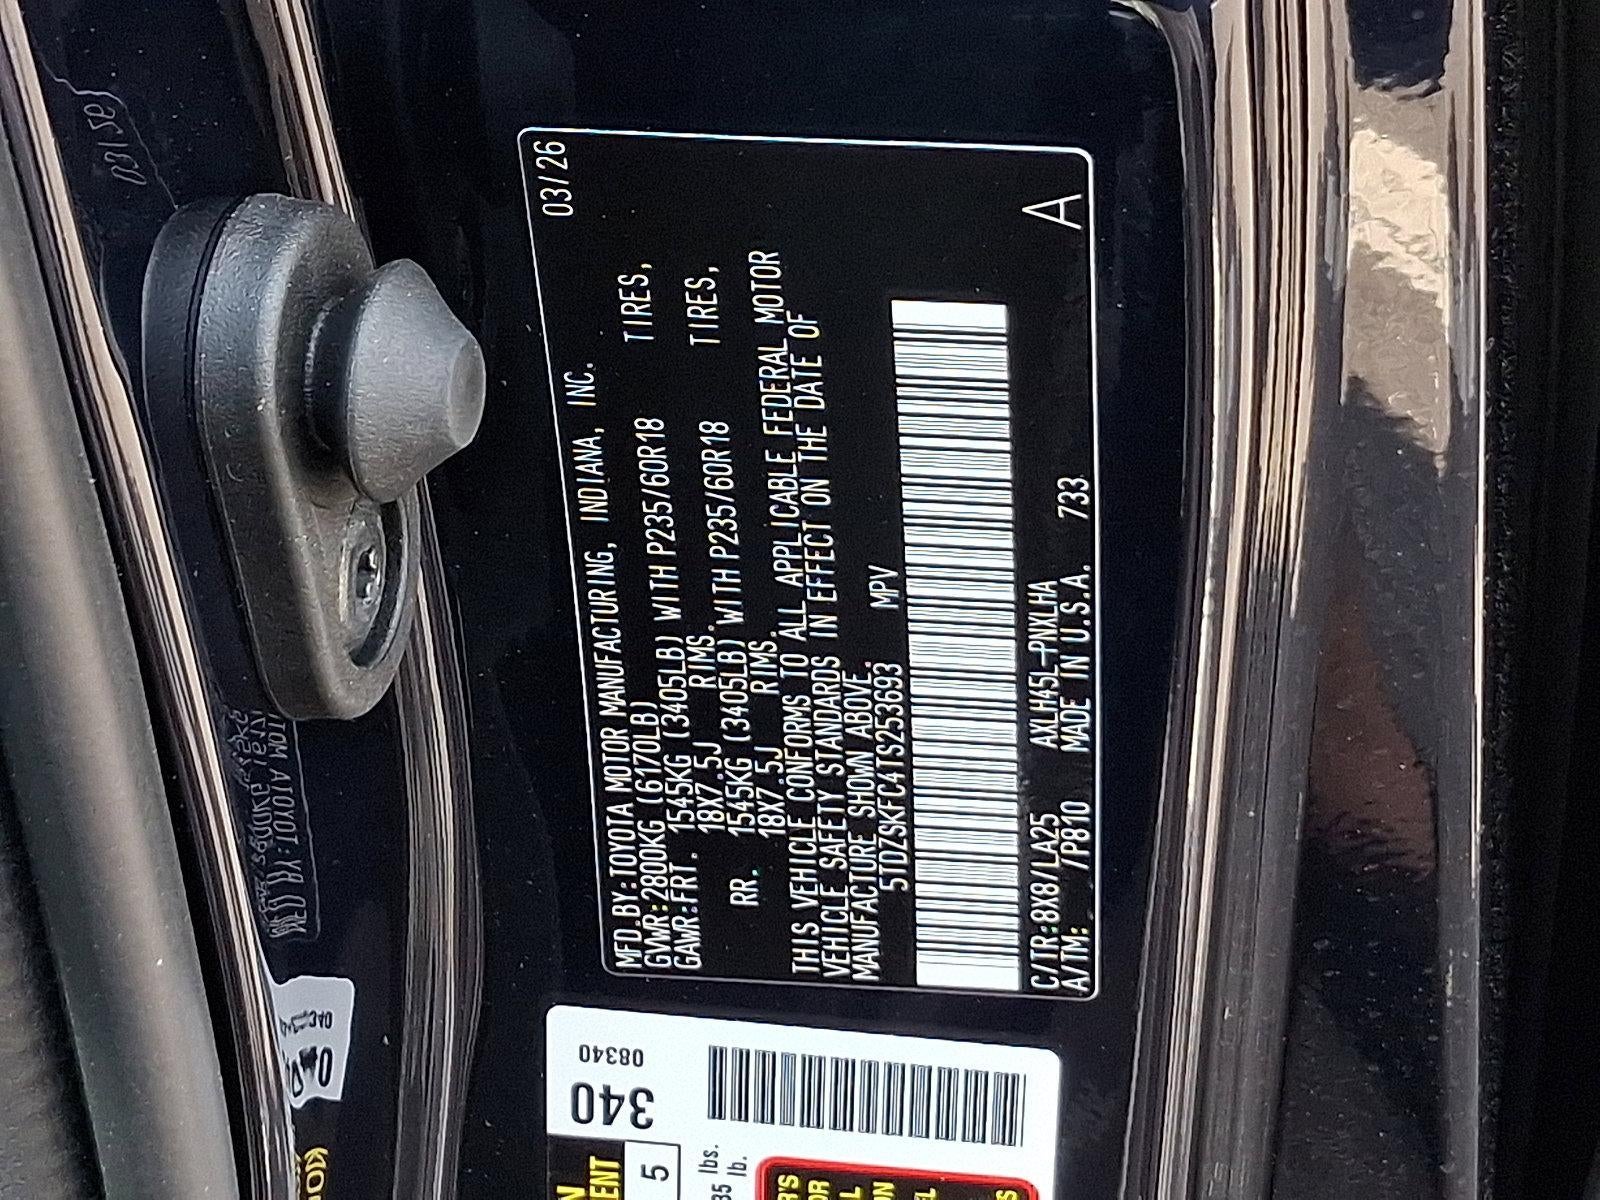 03/26
MFD.BY:TOYOTA MOTOR MANUFACTURING, INDIANA, INC.
GVWR:2800KG (6170LB)
GAWR:FRT. 1545KG (3405LB) WITH P235/60R18 TIRES,
18X7.5J RIMS.
RR. 1545KG (3405LB) WITH P235/60R18 TIRES,
18X7.5J RIMS.
THIS VEHICLE CONFORMS TO ALL APPLICABLE FEDERAL MOTOR
VEHICLE SAFETY STANDARDS IN EFFECT ON THE DATE OF
MANUFACTURE SHOWN ABOVE.
5TDZSKFC4TS253693 MPV
C/TR:8X8/LA25 AXLH45L-PNXLHA
A/TM: /P810 MADE IN U.S.A. 733
A
340
08340
5
lbs.
lb.